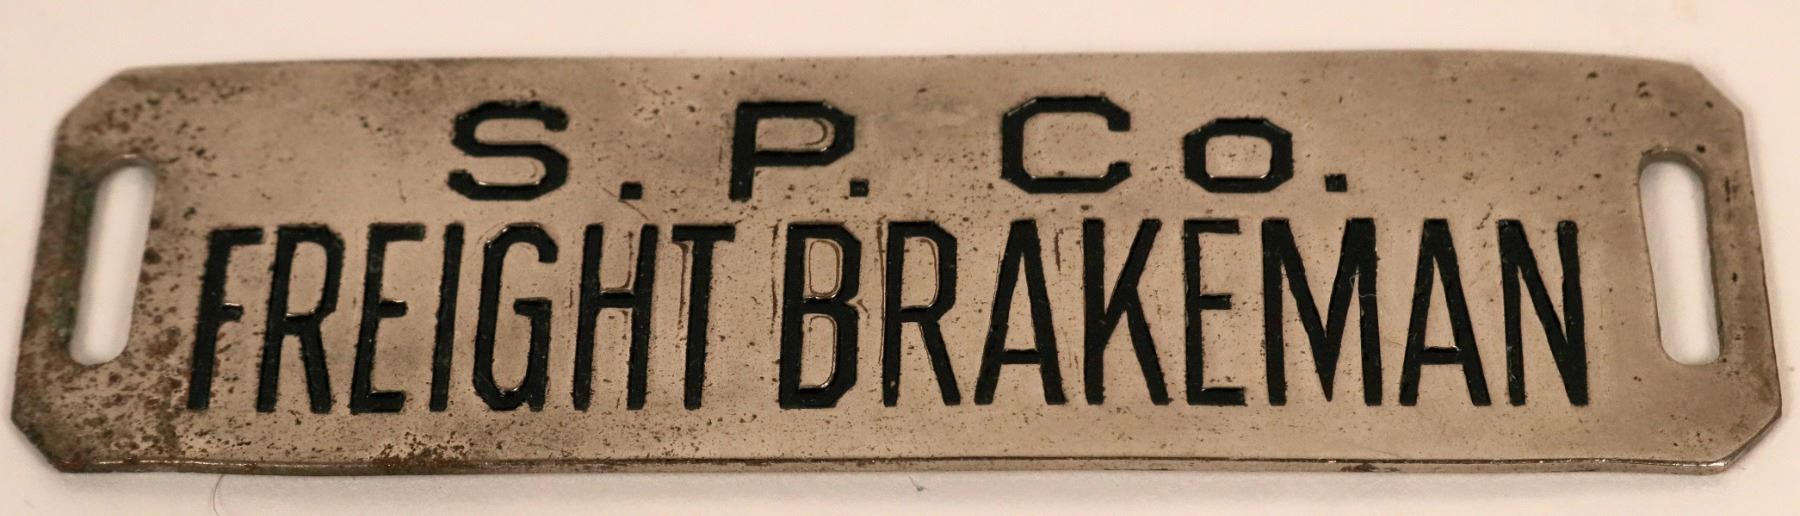 S. P. Co.
FREIGHT BRAKEMAN